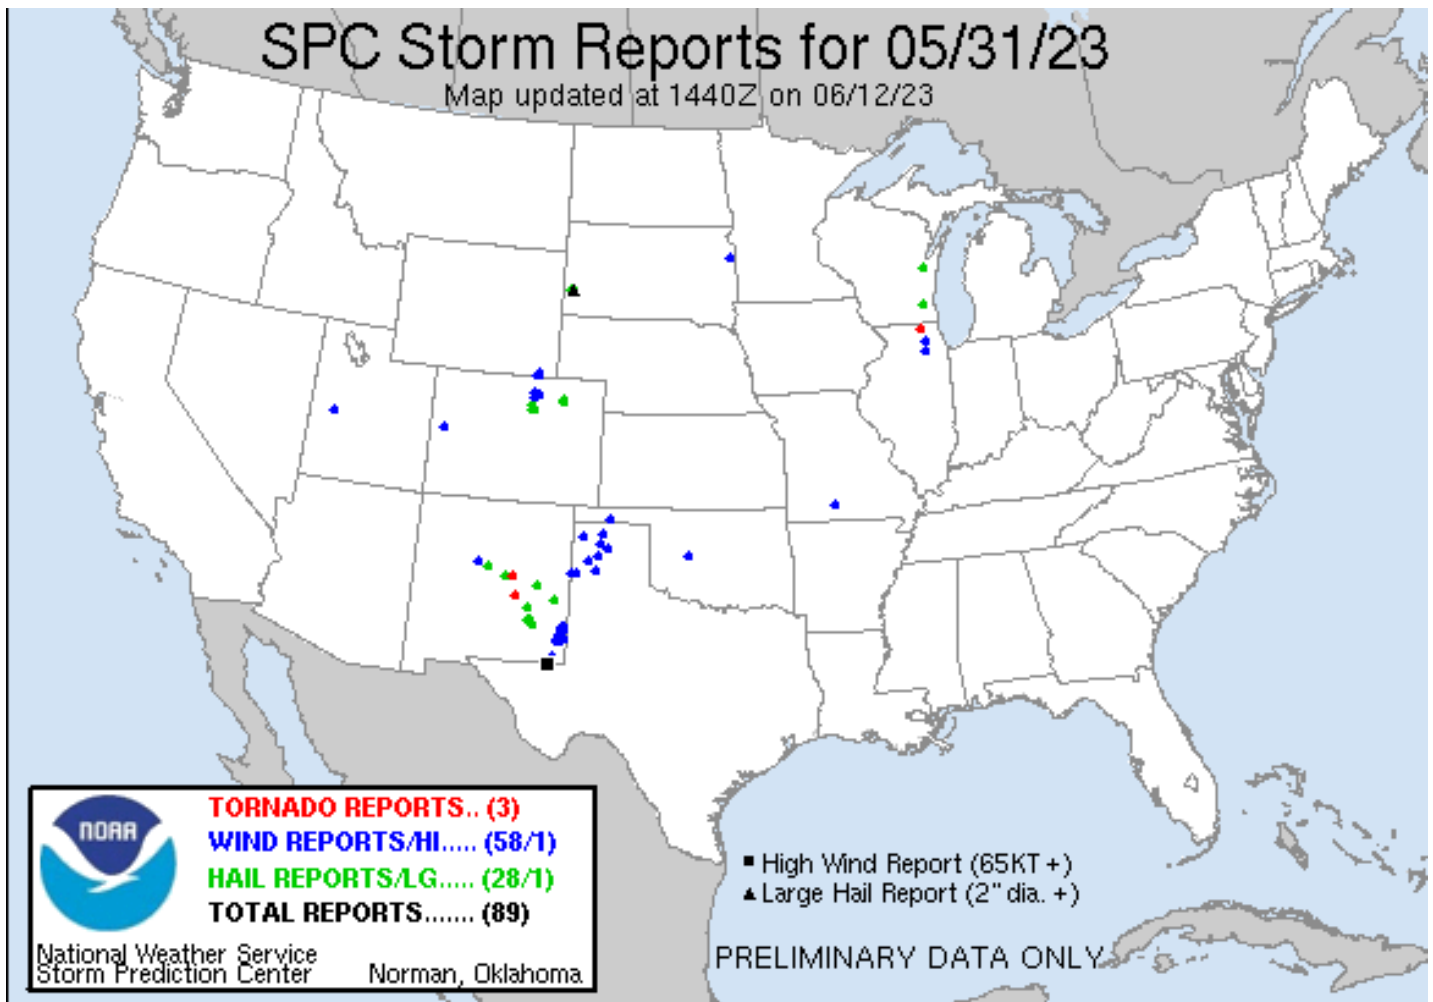 SPC Storm Reports for 05/31/23
Map updated at 1440Z on 06/12/23
NOAA
TORNADO REPORTS.. (3)
WIND REPORTS/HI..... (58/1)
HAIL REPORTS/LG..... (28/1)
TOTAL REPORTS....... (89)
National Weather Service
Storm Prediction Center Norman, Oklahoma
High Wind Report (65KT +)
Large Hail Report (2" dia. +)
PRELIMINARY DATA ONLY